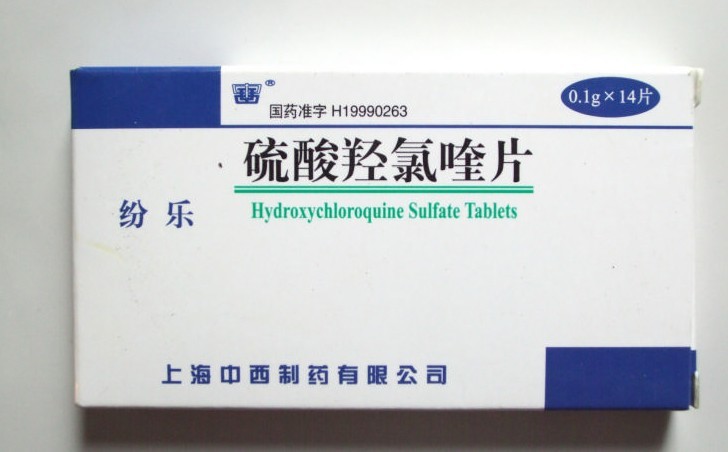 国药准字 H19990263
0.1g×14片
硫酸羟氯喹片
纷乐
Hydroxychloroquine Sulfate Tablets
上海中西制药有限公司